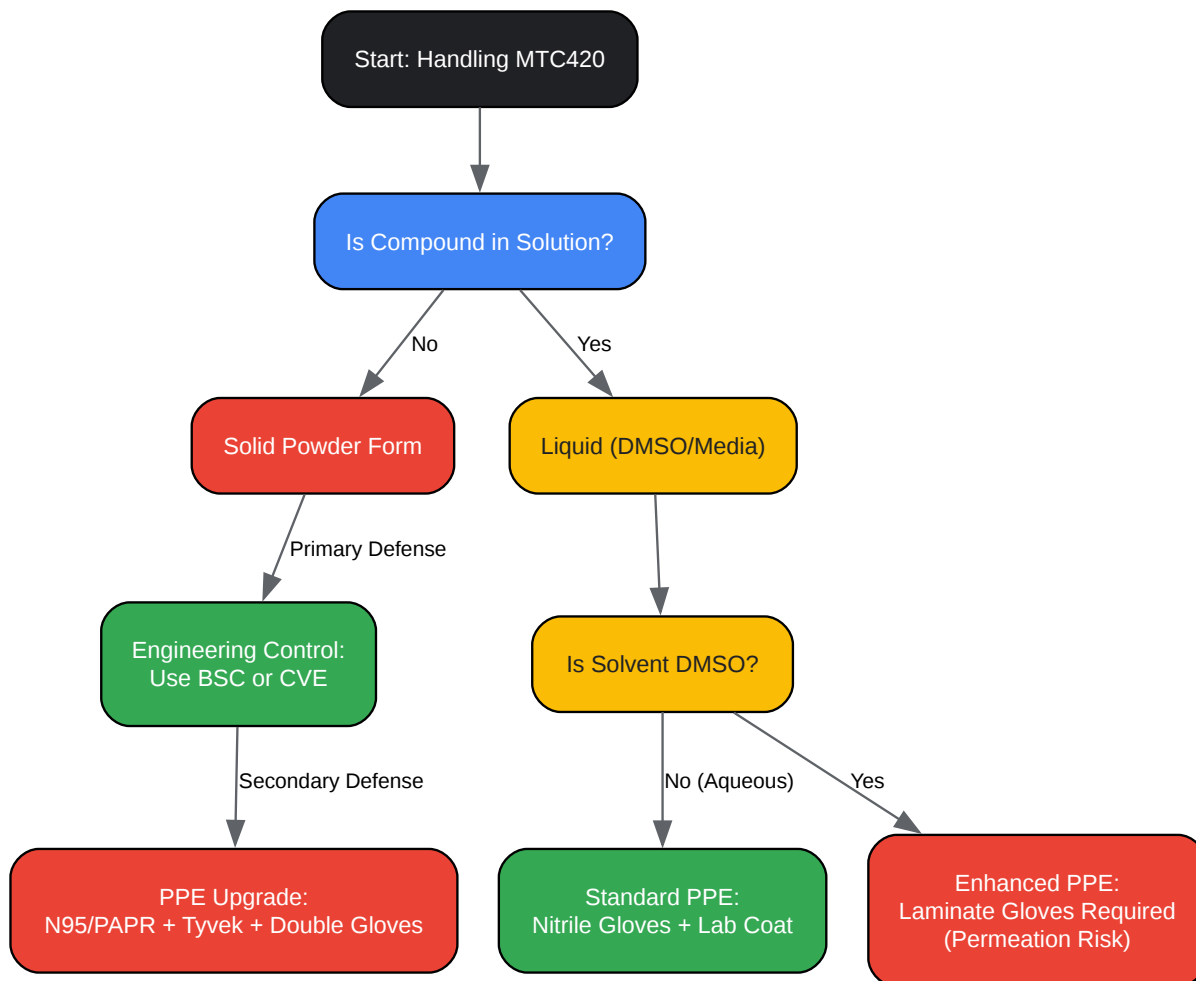 Start: Handling MTC420
Is Compound in Solution?
No
Yes
Solid Powder Form
Liquid (DMSO/Media)
Primary Defense
Engineering Control:
Use BSC or CVE
Is Solvent DMSO?
Secondary Defense
No (Aqueous)
Yes
PPE Upgrade:
N95/PAPR + Tyvek + Double Gloves
Standard PPE:
Nitrile Gloves + Lab Coat
Enhanced PPE:
Laminate Gloves Required
(Permeation Risk)